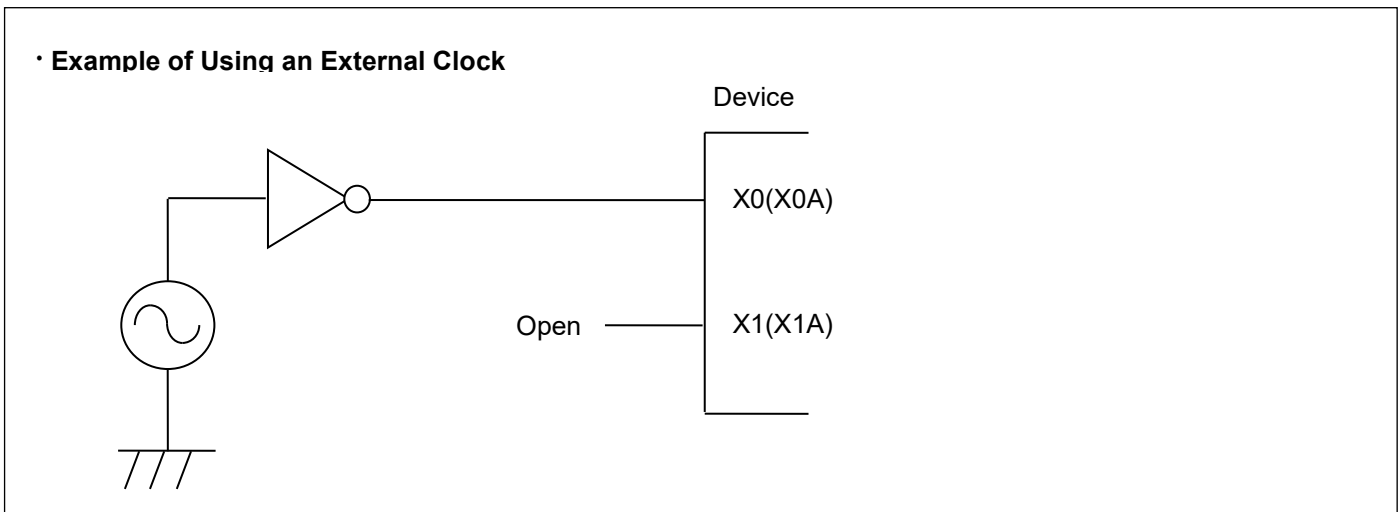 ・Example of Using an External Clock
Device
X0(X0A)
Open
X1(X1A)